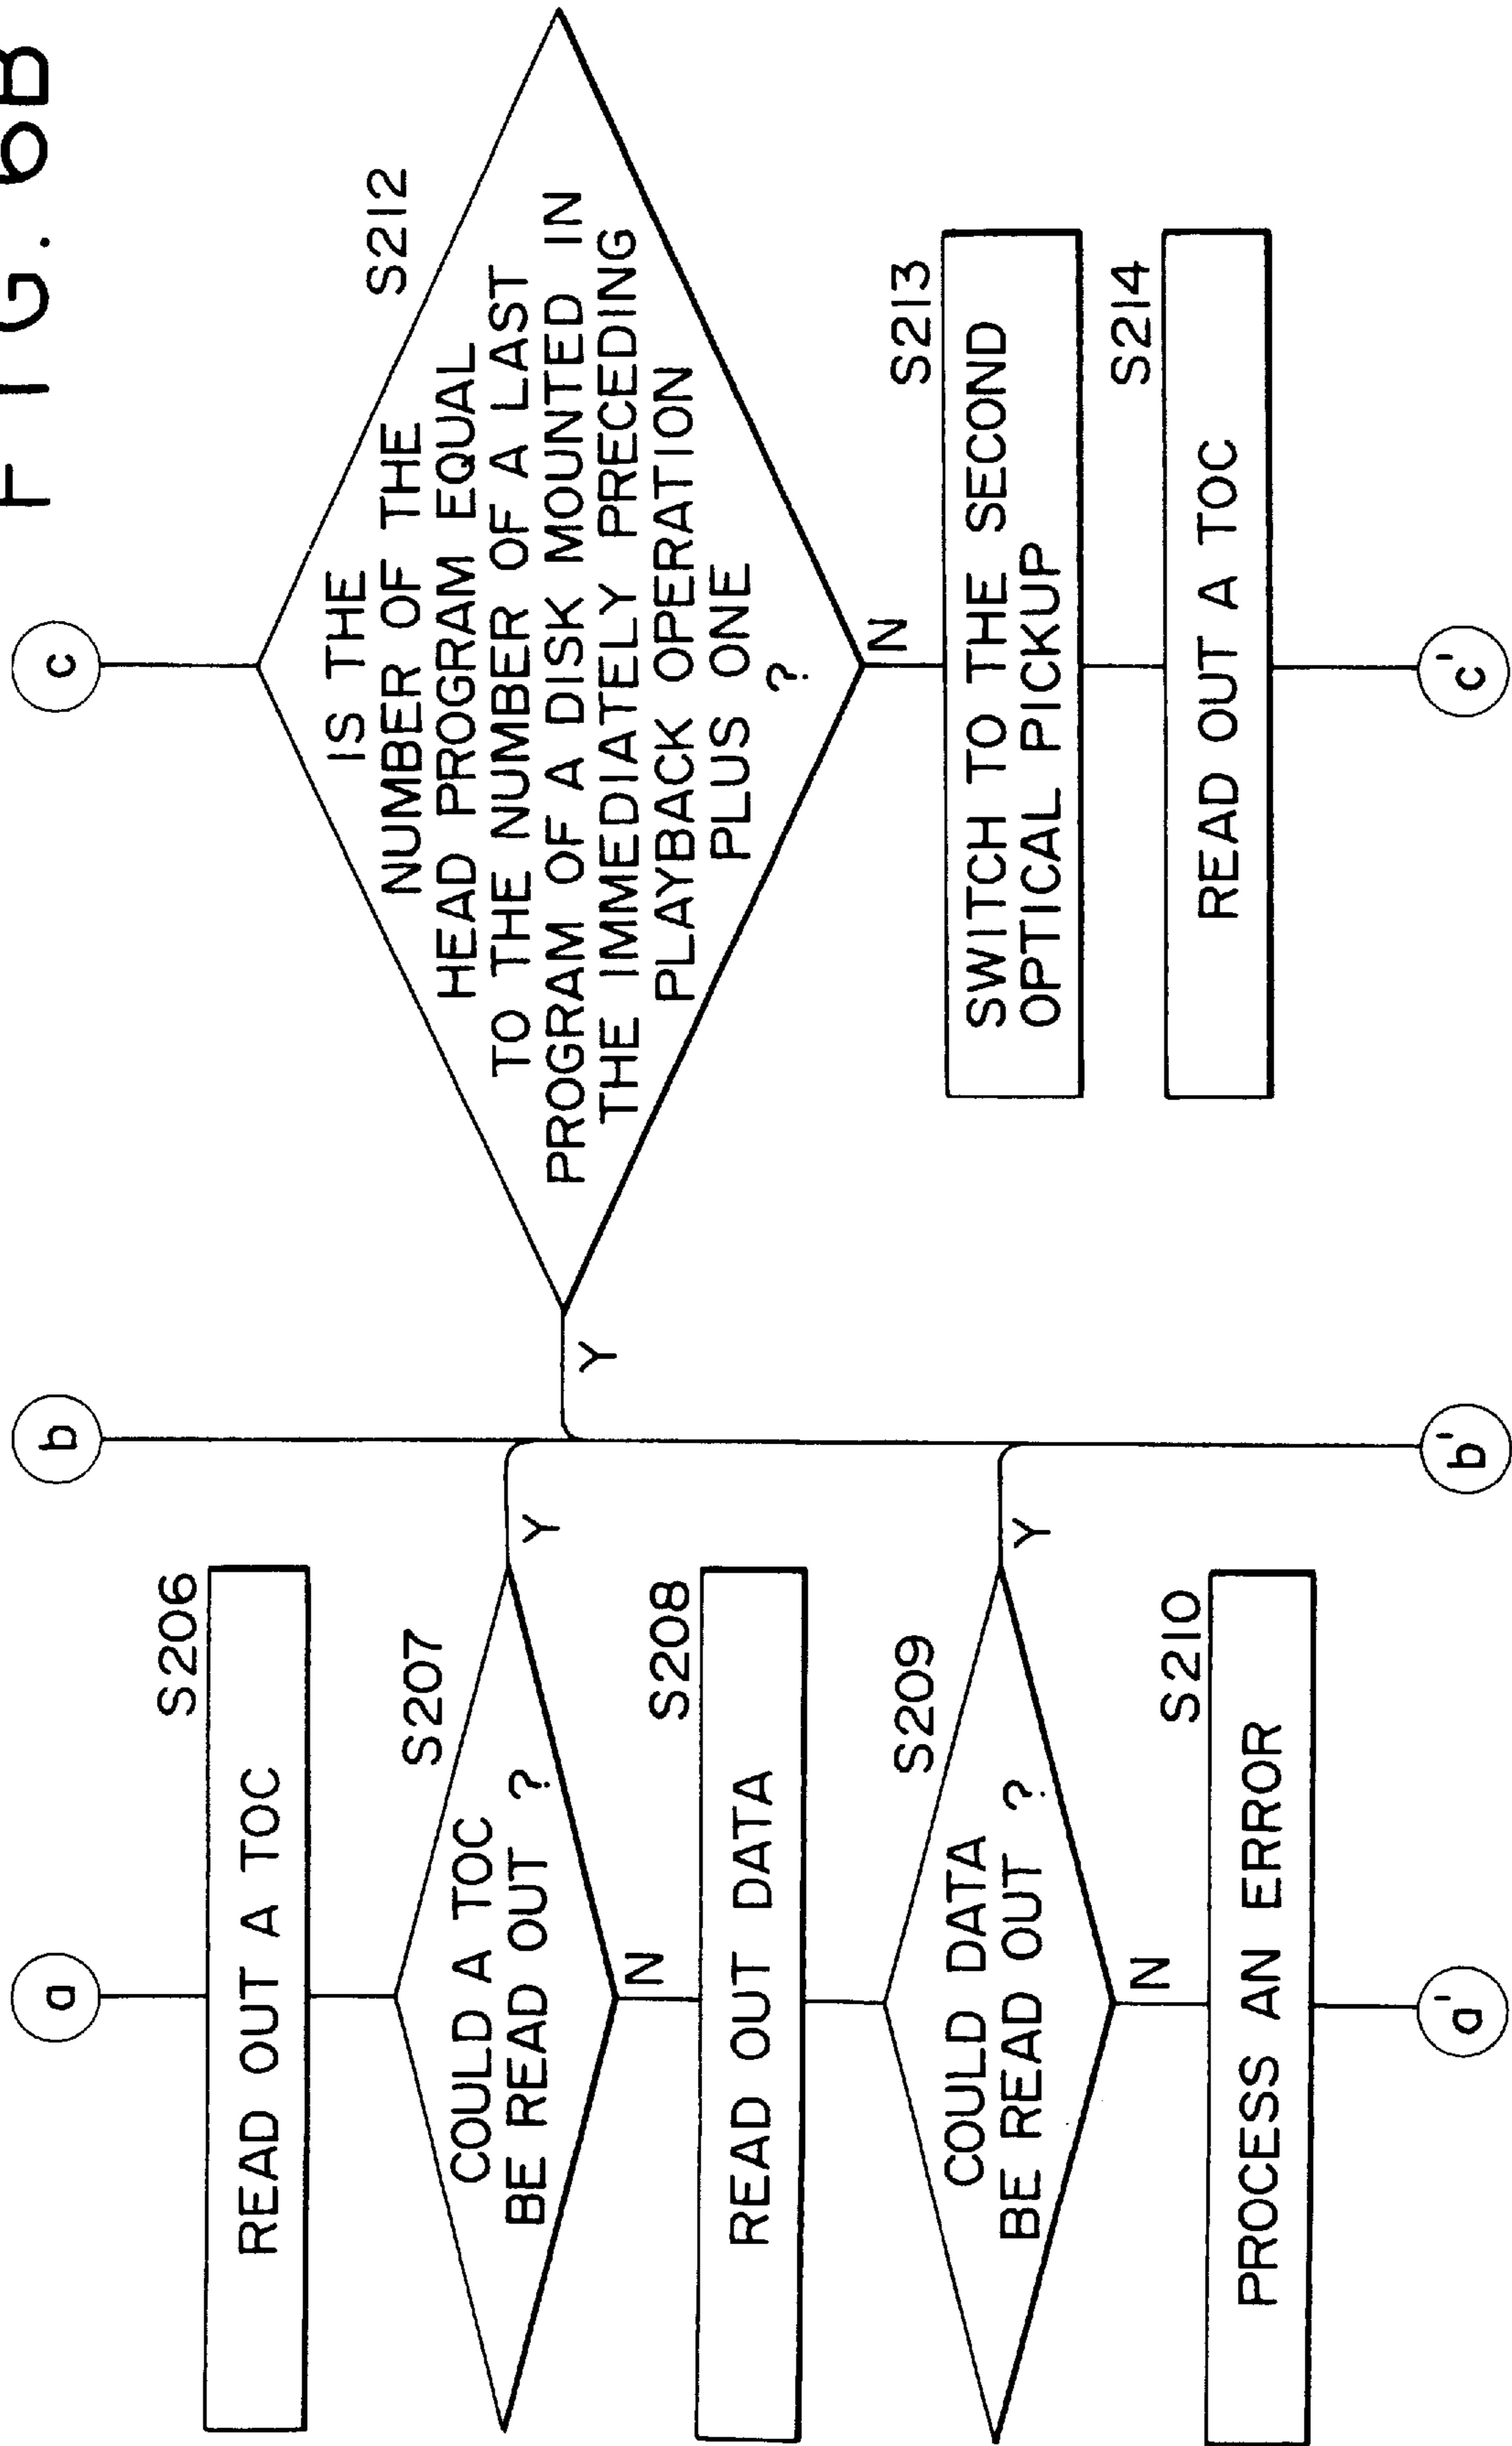 FIG. 6B
a
S206
READ OUT A TOC
S207
COULD A TOC
BE READ OUT ?
Y
N
S208
READ OUT DATA
S209
COULD DATA
BE READ OUT ?
Y
N
S210
PROCESS AN ERROR
a'
b
b'
c
S212
IS THE
NUMBER OF THE
HEAD PROGRAM EQUAL
TO THE NUMBER OF A LAST
PROGRAM OF A DISK MOUNTED IN
THE IMMEDIATELY PRECEDING
PLAYBACK OPERATION
PLUS ONE
?
Y
N
S213
SWITCH TO THE SECOND
OPTICAL PICKUP
S214
READ OUT A TOC
c'